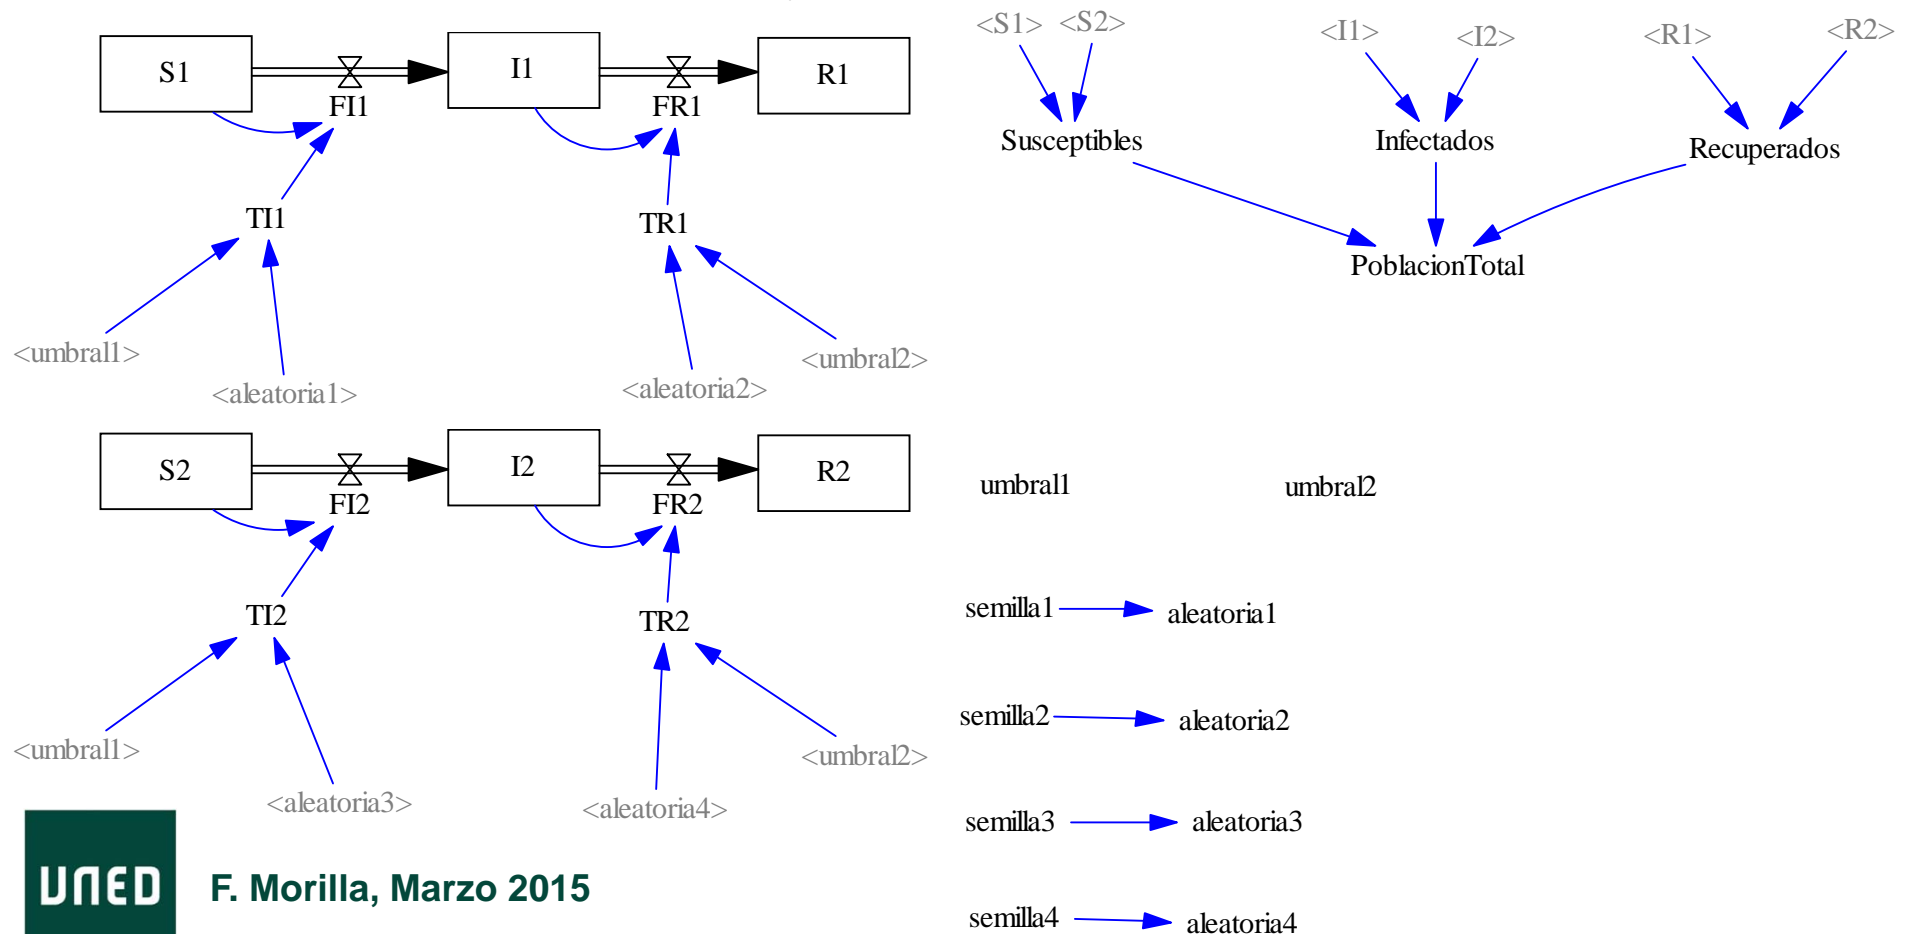 S1
I1
R1
FI1
FR1
TI1
TR1
<umbral1>
<aleatoria1>
<aleatoria2>
<umbral2>
<S1>
<S2>
<I1>
<I2>
<R1>
<R2>
Susceptibles
Infectados
Recuperados
PoblacionTotal
S2
I2
R2
FI2
FR2
TI2
TR2
<umbral1>
<aleatoria3>
<aleatoria4>
<umbral2>
umbral1
umbral2
semilla1
aleatoria1
semilla2
aleatoria2
semilla3
aleatoria3
semilla4
aleatoria4
UNED
F. Morilla, Marzo 2015